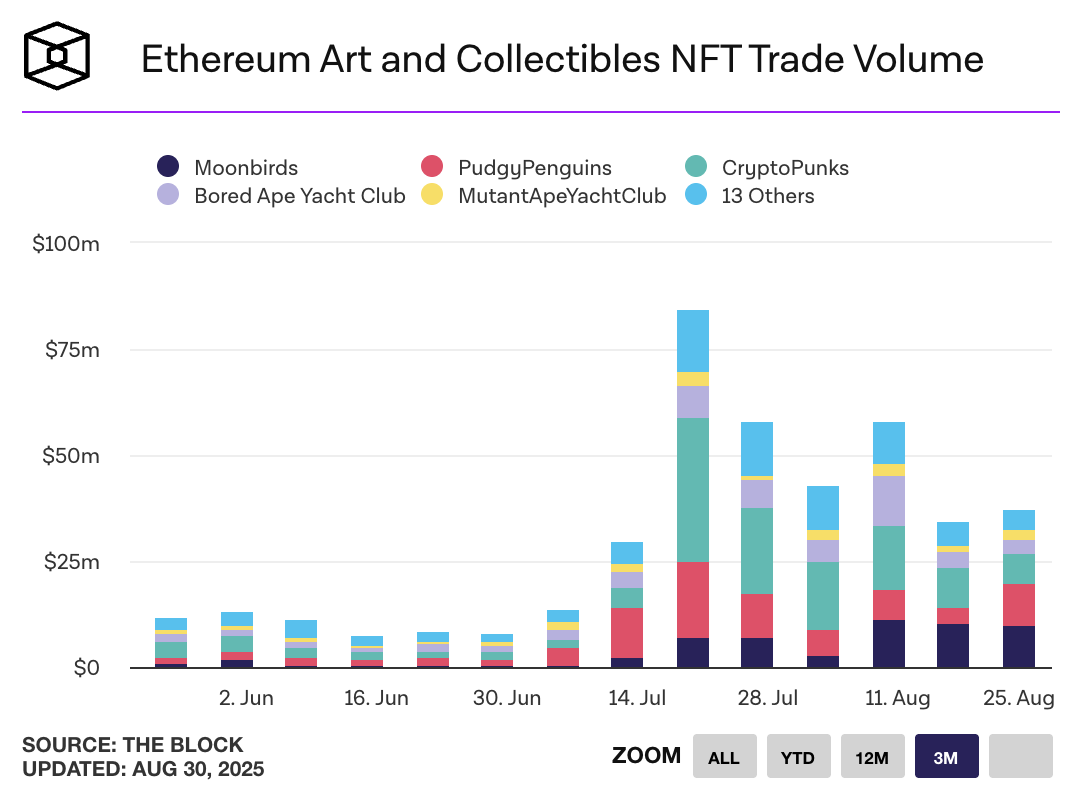 Ethereum Art and Collectibles NFT Trade Volume
Moonbirds PudgyPenguins CryptoPunks
Bored Ape Yacht Club MutantApeYachtClub 13 Others
$100m
$75m
$50m
$25m
$0
2. Jun 16. Jun 30. Jun 14. Jul 28. Jul 11. Aug 25. Aug
SOURCE: THE BLOCK
UPDATED: AUG 30, 2025
ZOOM ALL YTD 12M 3M